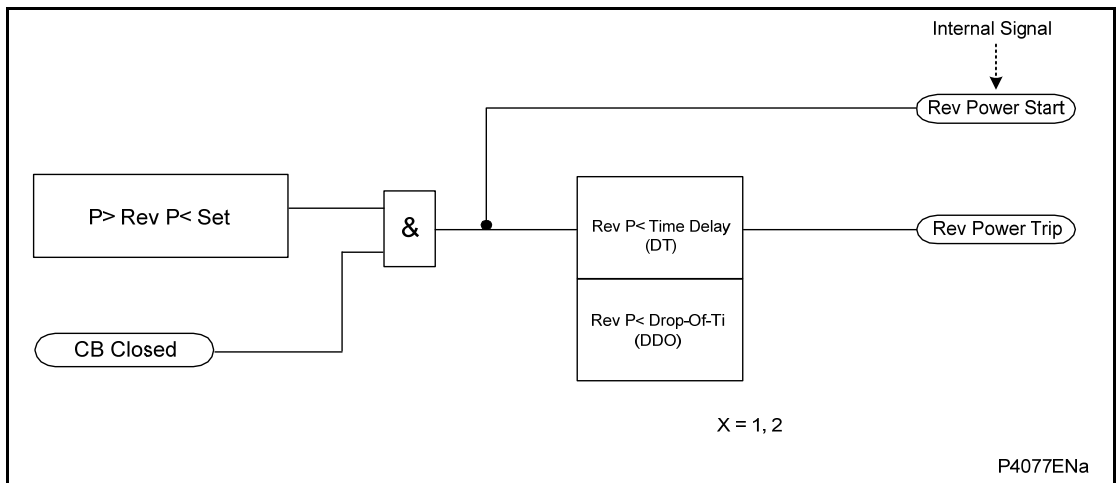 Internal Signal
Rev Power Start
P> Rev P< Set
&
Rev P< Time Delay
(DT)
Rev Power Trip
Rev P< Drop-Of-Ti
(DDO)
CB Closed
X = 1, 2
P4077ENa